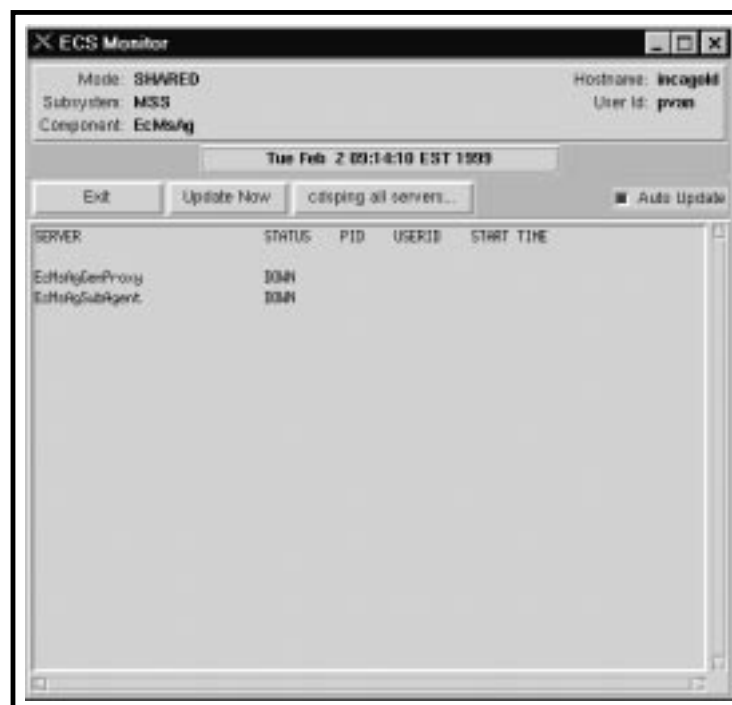 ECS Monitor
Mode: SHARED
Hostname: incagold
Subsystem: MSS
User Id: pvan
Component: EcMsAg
Tue Feb 2 09:14:10 EST 1999
Exit
Update Now
cdsping all servers...
Auto Update
SERVER STATUS PID USERID START TIME
EcMsAgGenProxy DOWN
EcMsAgSubAgent DOWN